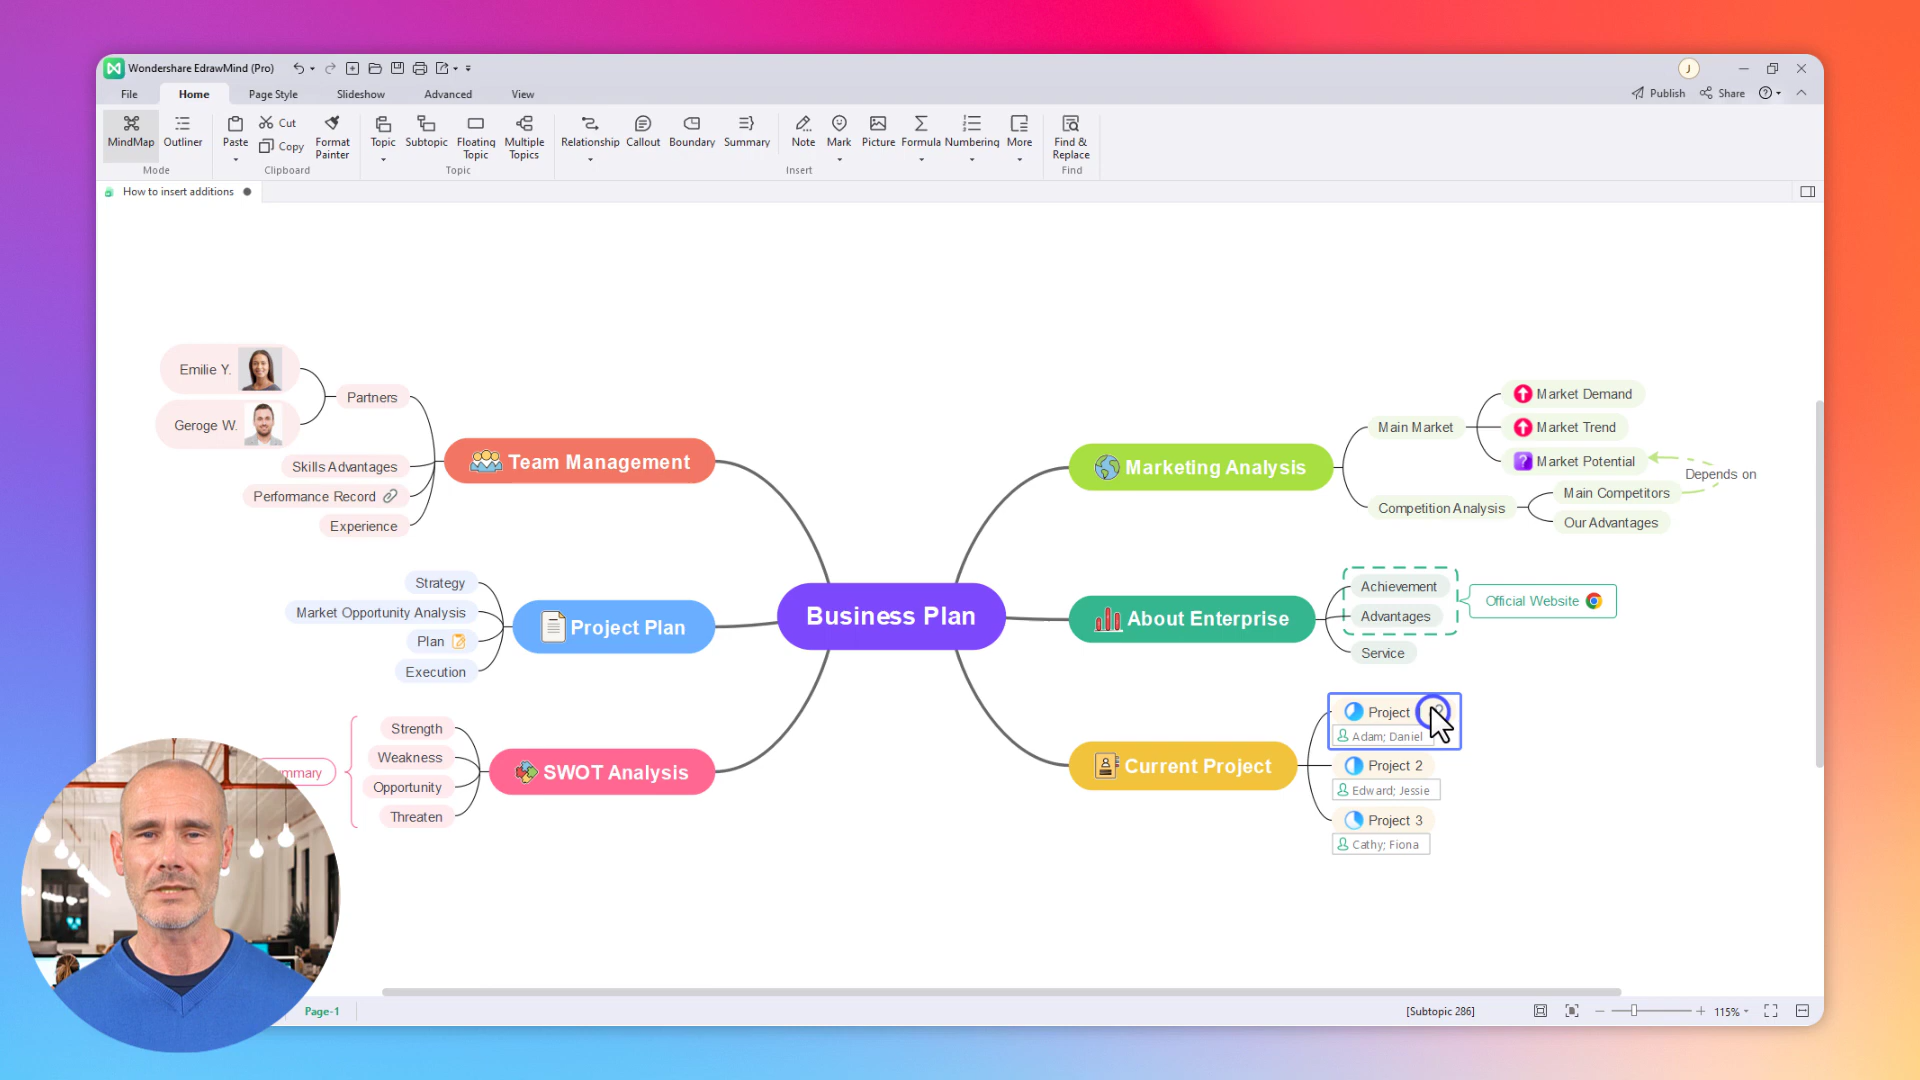 Wondershare EdrawMind (Pro)
J
File Home Page Style Slideshow Advanced View
Publish Share
MindMap Outliner Paste Cut Copy Format Painter Topic Subtopic Floating Topic Multiple Topics Relationship Callout Boundary Summary Note Mark Picture Formula Numbering More Find & Replace
Mode Clipboard Topic Insert Find
How to insert additions
Emilie Y.
Geroge W.
Partners
Skills Advantages
Performance Record
Experience
Team Management
Strategy
Market Opportunity Analysis
Plan
Execution
Project Plan
Strength
Weakness
Opportunity
Threaten
SWOT Analysis
Business Plan
Marketing Analysis
Main Market
Market Demand
Market Trend
Market Potential
Depends on
Competition Analysis
Main Competitors
Our Advantages
About Enterprise
Achievement
Advantages
Service
Official Website
Current Project
Project
Adam; Daniel
Project 2
Edward; Jessie
Project 3
Cathy; Fiona
Page-1
[Subtopic 286]
115%